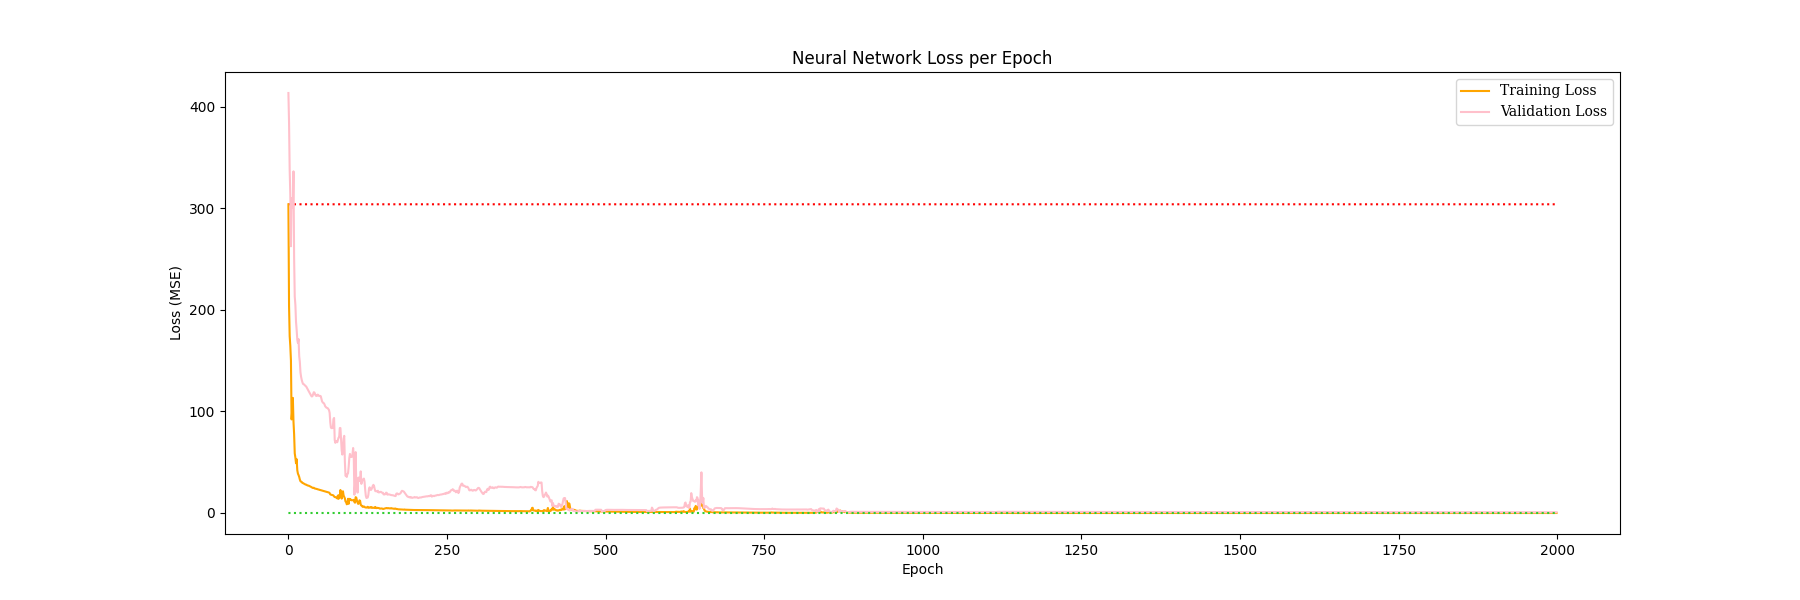 Neural Network Loss per Epoch
Training Loss
Validation Loss
400
300
200
100
0
Loss (MSE)
0 250 500 750 1000 1250 1500 1750 2000
Epoch